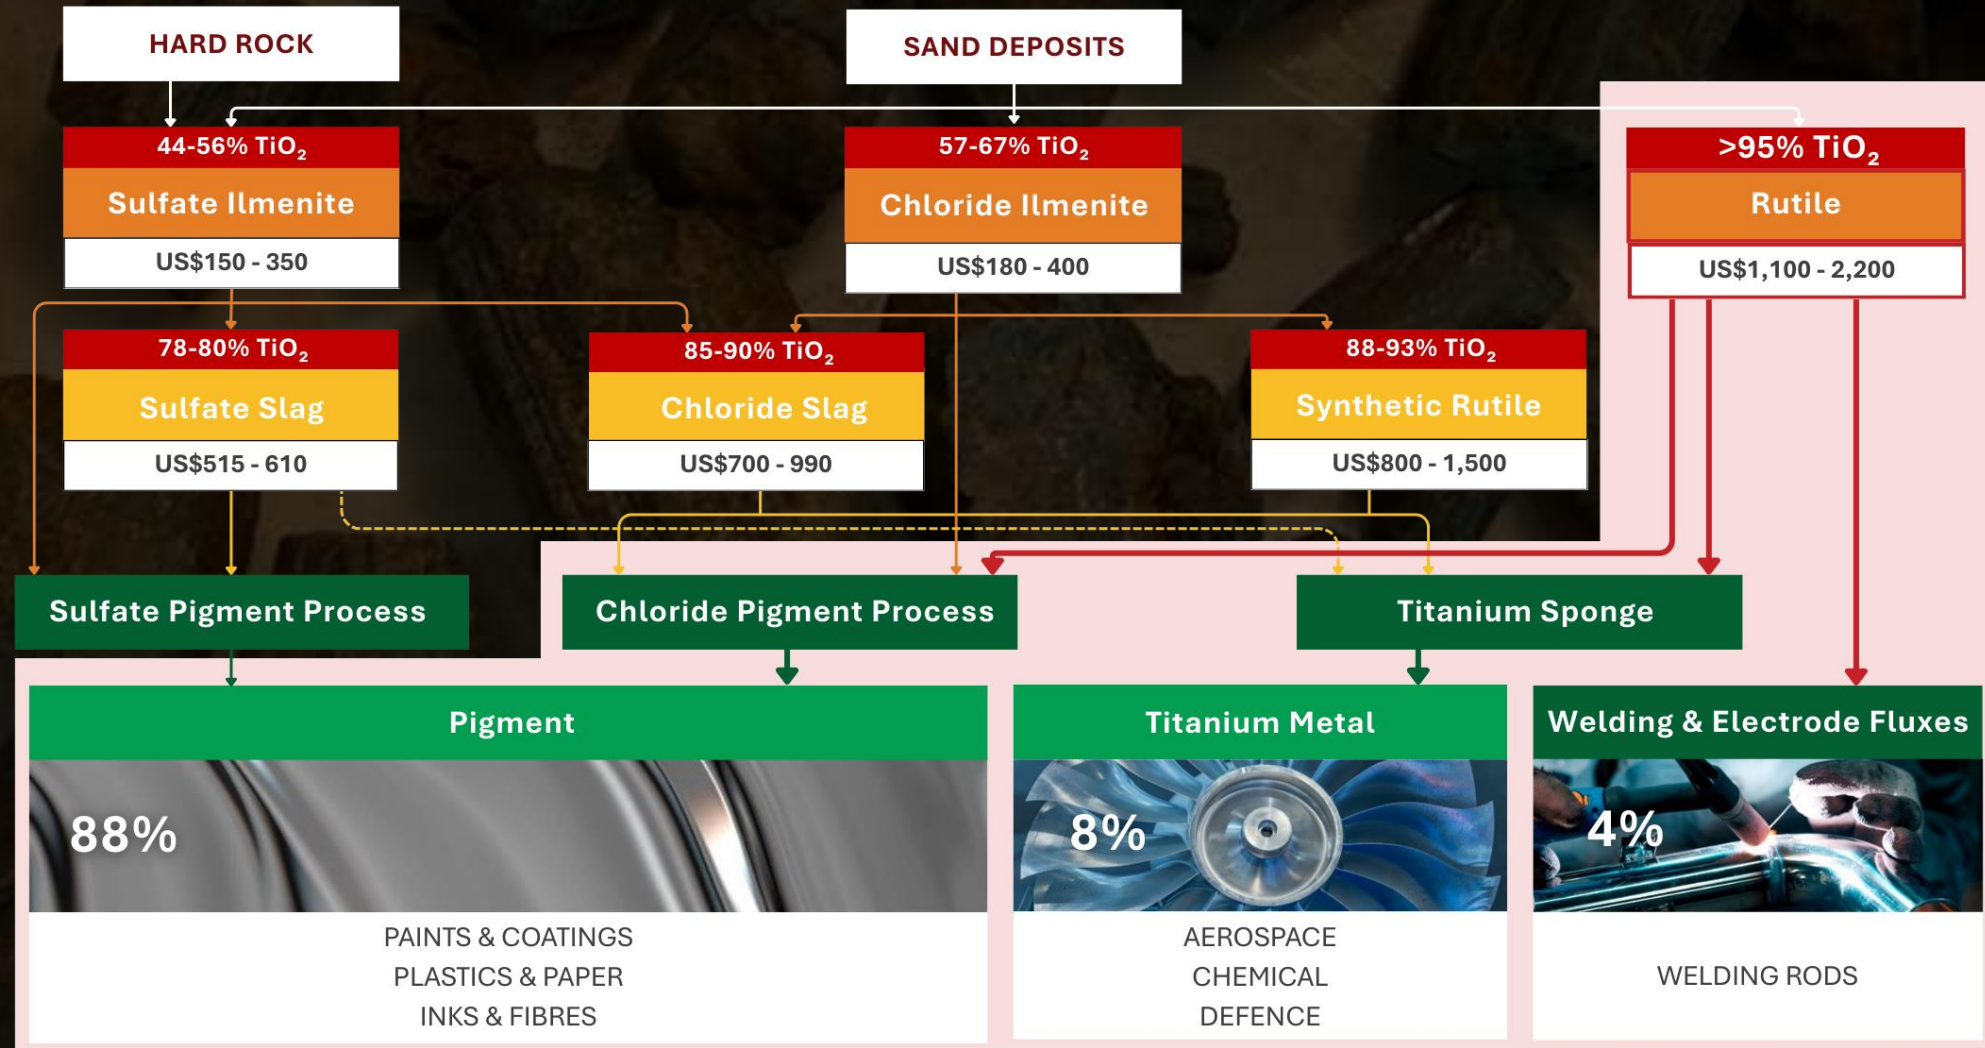 HARD ROCK
SAND DEPOSITS
44-56% TiO₂
Sulfate Ilmenite
US$150 - 350
57-67% TiO₂
Chloride Ilmenite
US$180 - 400
>95% TiO₂
Rutile
US$1,100 - 2,200
78-80% TiO₂
Sulfate Slag
US$515 - 610
85-90% TiO₂
Chloride Slag
US$700 - 990
88-93% TiO₂
Synthetic Rutile
US$800 - 1,500
Sulfate Pigment Process
Chloride Pigment Process
Titanium Sponge
Pigment
88%
PAINTS & COATINGS
PLASTICS & PAPER
INKS & FIBRES
Titanium Metal
8%
AEROSPACE
CHEMICAL
DEFENCE
Welding & Electrode Fluxes
4%
WELDING RODS